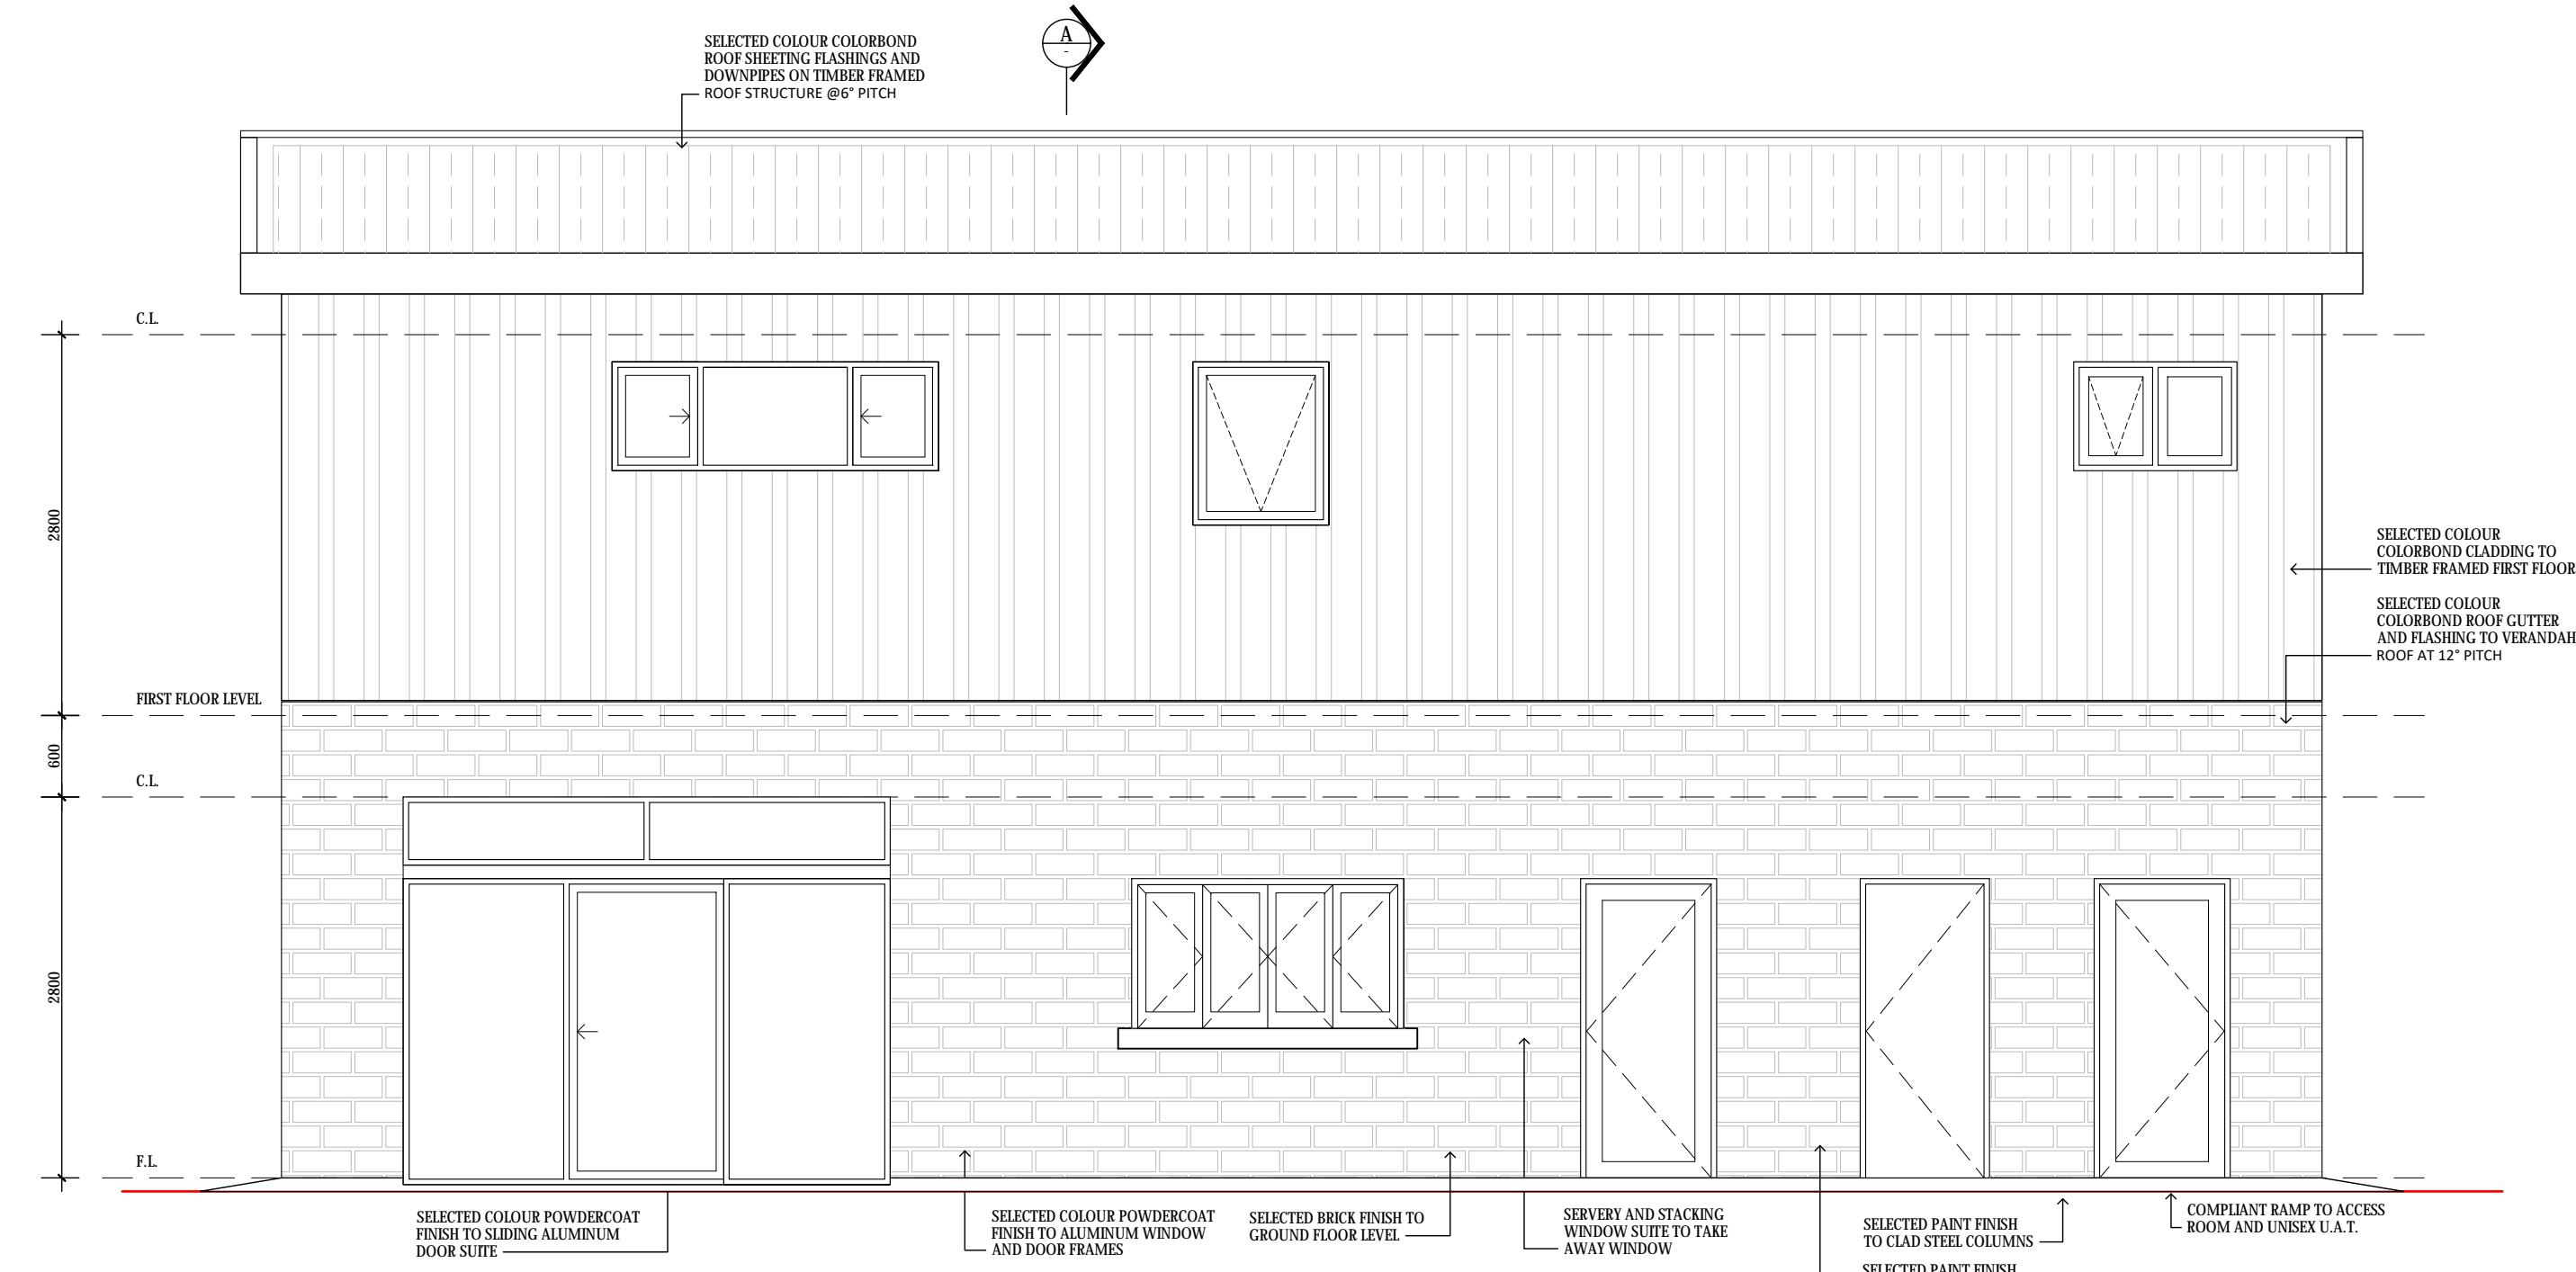 SELECTED COLOUR COLORBOND
ROOF SHEETING FLASHINGS AND
DOWNPIPES ON TIMBER FRAMED
ROOF STRUCTURE @6° PITCH
A
-
C.L.
2800
SELECTED COLOUR
COLORBOND CLADDING TO
TIMBER FRAMED FIRST FLOOR
SELECTED COLOUR
COLORBOND ROOF GUTTER
AND FLASHING TO VERANDAH
ROOF AT 12° PITCH
FIRST FLOOR LEVEL
600
C.L.
2800
F.L.
SELECTED COLOUR POWDERCOAT
FINISH TO SLIDING ALUMINUM
DOOR SUITE
SELECTED COLOUR POWDERCOAT
FINISH TO ALUMINUM WINDOW
AND DOOR FRAMES
SELECTED BRICK FINISH TO
GROUND FLOOR LEVEL
SERVERY AND STACKING
WINDOW SUITE TO TAKE
AWAY WINDOW
SELECTED PAINT FINISH
TO CLAD STEEL COLUMNS
COMPLIANT RAMP TO ACCESS
ROOM AND UNISEX U.A.T.
SELECTED PAINT FINISH